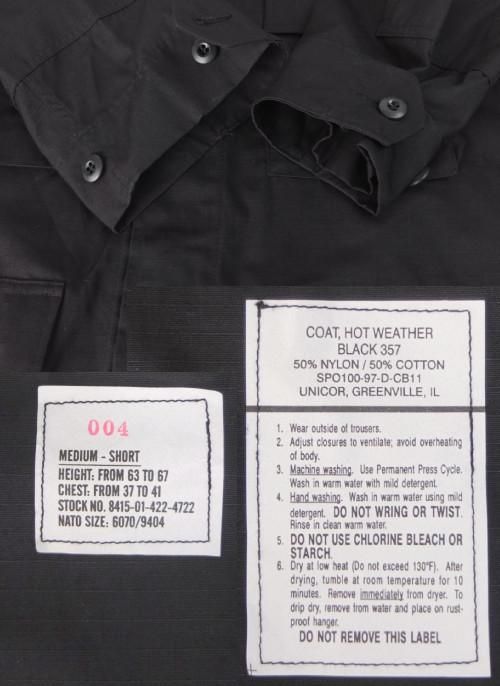 COAT, HOT WEATHER
BLACK 357
50% NYLON / 50% COTTON
SPO100-97-D-CB11
UNICOR, GREENVILLE, IL
1. Wear outside of trousers.
2. Adjust closures to ventilate; avoid overheating
of body.
3. Machine washing. Use Permanent Press Cycle.
Wash in warm water with mild detergent.
4. Hand washing. Wash in warm water using mild
detergent. DO NOT WRING OR TWIST.
Rinse in clean warm water.
5. DO NOT USE CHLORINE BLEACH OR
STARCH.
6. Dry at low heat (Do not exceed 130°F). After
drying, tumble at room temperature for 10
minutes. Remove immediately from dryer. To
drip dry, remove from water and place on rust-
proof hanger.
DO NOT REMOVE THIS LABEL
004
MEDIUM - SHORT
HEIGHT: FROM 63 TO 67
CHEST: FROM 37 TO 41
STOCK NO. 8415-01-422-4722
NATO SIZE: 6070/9404